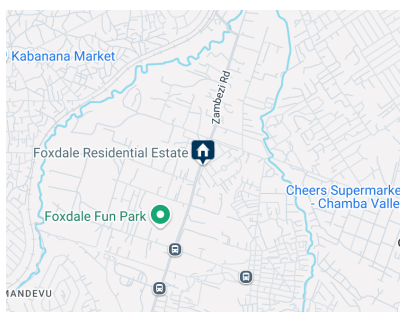 Kabanana Market
Zambezi Rd
Foxdale Residential Estate
Cheers Supermarke
- Chamba Valle
Foxdale Fun Park
MANDEVU